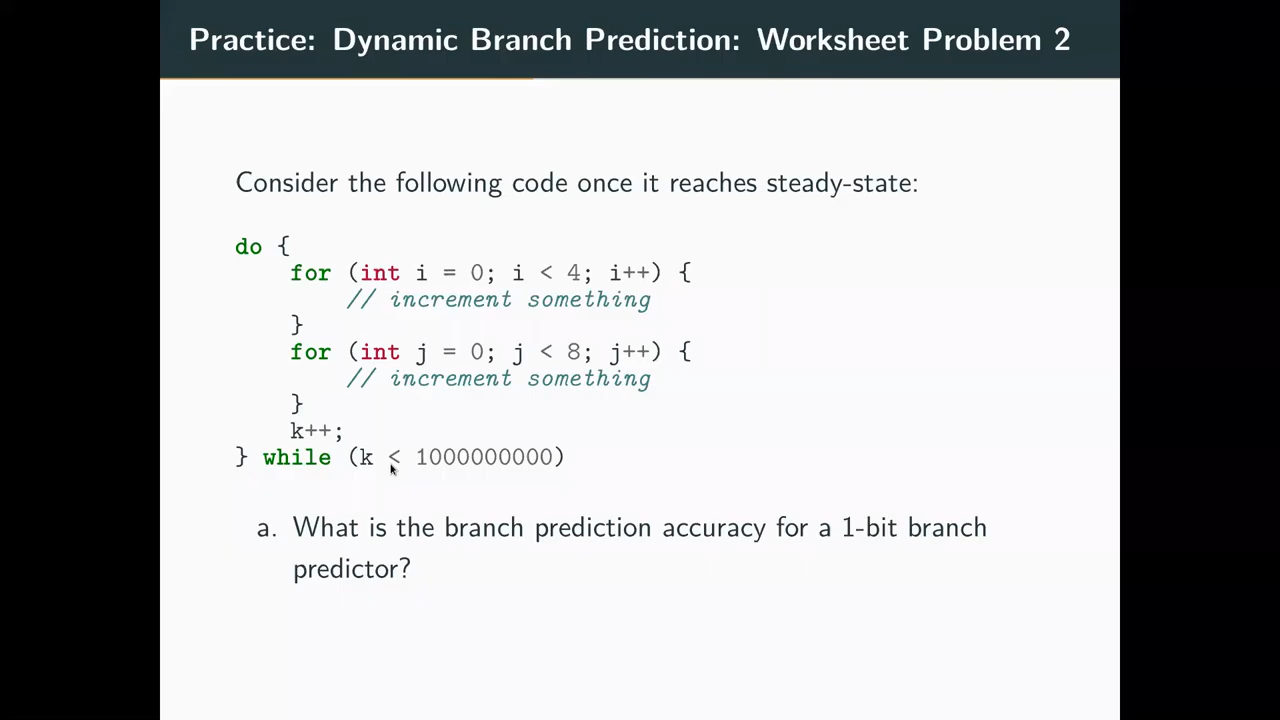 Practice: Dynamic Branch Prediction: Worksheet Problem 2
Consider the following code once it reaches steady-state:
do {
    for (int i = 0; i < 4; i++) {
        // increment something
    }
    for (int j = 0; j < 8; j++) {
        // increment something
    }
    k++;
} while (k < 1000000000)
a. What is the branch prediction accuracy for a 1-bit branch
predictor?